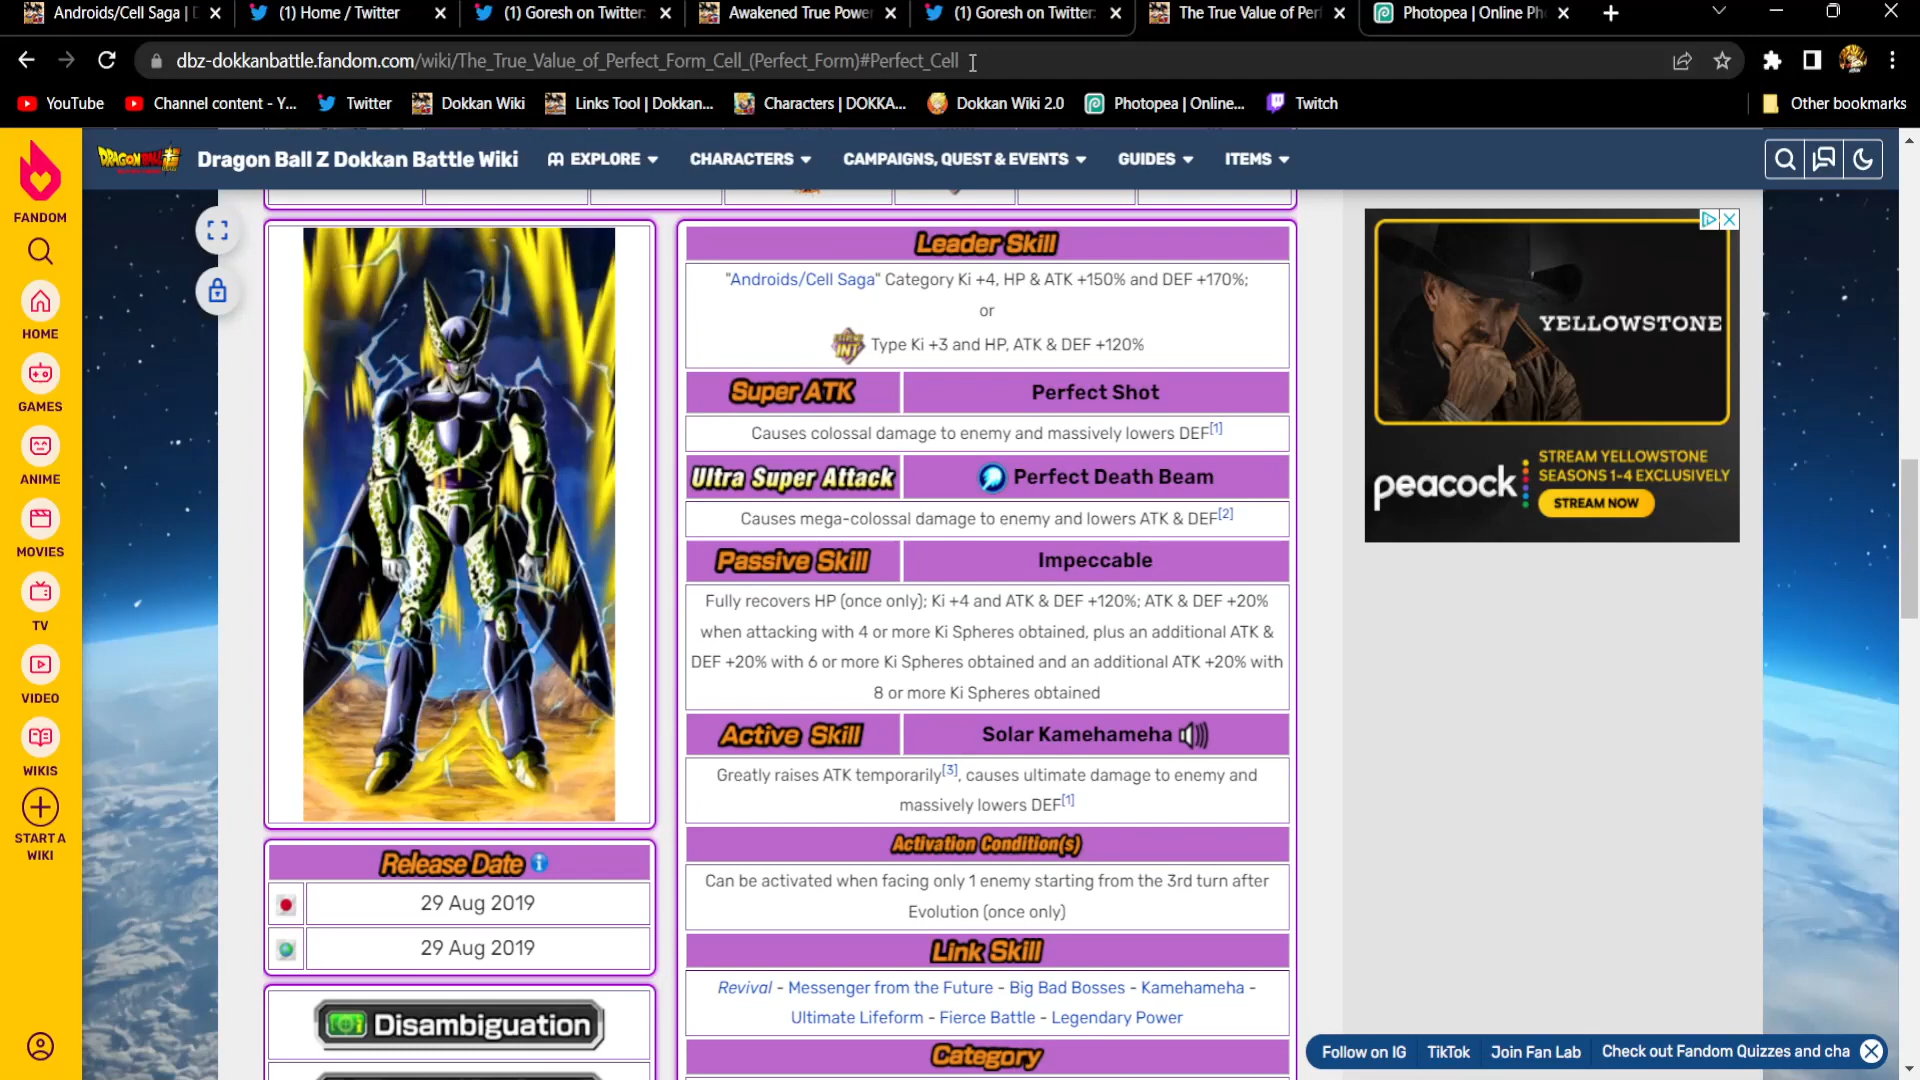 Androids/Cell Saga | D
(1) Home / Twitter
(1) Goresh on Twitter:
Awakened True Power
(1) Goresh on Twitter:
The True Value of Perf
Photopea | Online Pho
dbz-dokkanbattle.fandom.com/wiki/The_True_Value_of_Perfect_Form_Cell_(Perfect_Form)#Perfect_Cell
YouTube
Channel content - Y...
Twitter
Dokkan Wiki
Links Tool | Dokkan...
Characters | DOKKA...
Dokkan Wiki 2.0
Photopea | Online...
Twitch
Other bookmarks
Dragon Ball Z Dokkan Battle Wiki
EXPLORE
CHARACTERS
CAMPAIGNS, QUEST & EVENTS
GUIDES
ITEMS
FANDOM
HOME
GAMES
ANIME
MOVIES
TV
VIDEO
WIKIS
START A
WIKI
Leader Skill
"Androids/Cell Saga" Category Ki +4, HP & ATK +150% and DEF +170%;
or
INT Type Ki +3 and HP, ATK & DEF +120%
Super ATK
Perfect Shot
Causes colossal damage to enemy and massively lowers DEF[1]
Ultra Super Attack
Perfect Death Beam
Causes mega-colossal damage to enemy and lowers ATK & DEF[2]
Passive Skill
Impeccable
Fully recovers HP (once only); Ki +4 and ATK & DEF +120%; ATK & DEF +20%
when attacking with 4 or more Ki Spheres obtained, plus an additional ATK &
DEF +20% with 6 or more Ki Spheres obtained and an additional ATK +20% with
8 or more Ki Spheres obtained
Active Skill
Solar Kamehameha
Greatly raises ATK temporarily[3], causes ultimate damage to enemy and
massively lowers DEF[1]
Activation Condition(s)
Can be activated when facing only 1 enemy starting from the 3rd turn after
Evolution (once only)
Link Skill
Revival - Messenger from the Future - Big Bad Bosses - Kamehameha -
Ultimate Lifeform - Fierce Battle - Legendary Power
Category
Release Date
29 Aug 2019
29 Aug 2019
Disambiguation
YELLOWSTONE
peacock
STREAM YELLOWSTONE
SEASONS 1-4 EXCLUSIVELY
STREAM NOW
Follow on IG
TikTok
Join Fan Lab
Check out Fandom Quizzes and cha